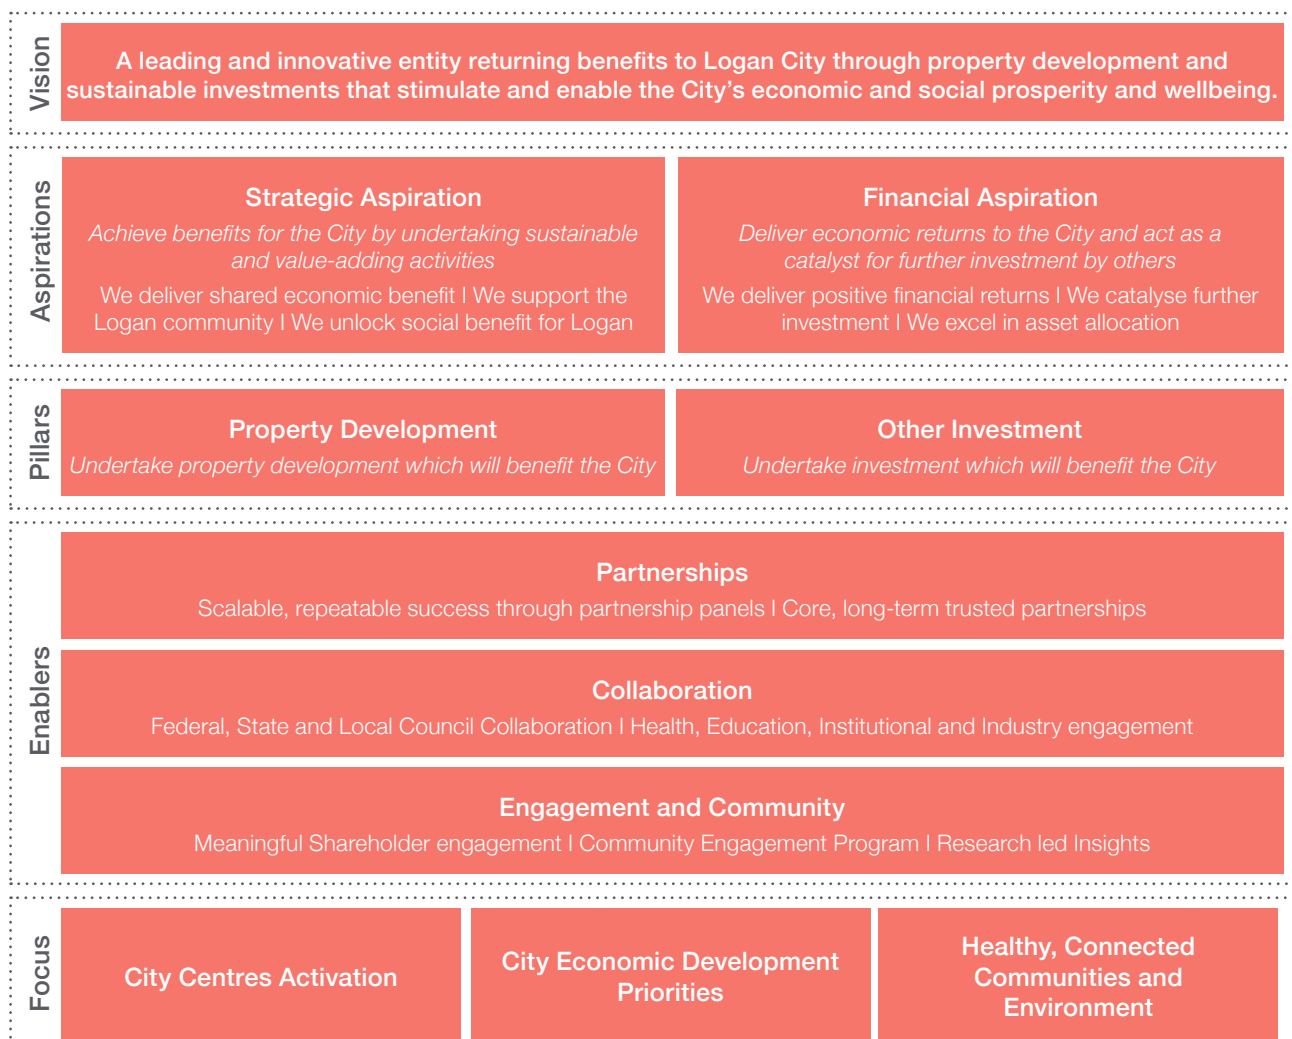 Vision
A leading and innovative entity returning benefits to Logan City through property development and
sustainable investments that stimulate and enable the City’s economic and social prosperity and wellbeing.
Aspirations
Strategic Aspiration
Achieve benefits for the City by undertaking sustainable
and value-adding activities
We deliver shared economic benefit I We support the
Logan community I We unlock social benefit for Logan
Financial Aspiration
Deliver economic returns to the City and act as a
catalyst for further investment by others
We deliver positive financial returns I We catalyse further
investment I We excel in asset allocation
Pillars
Property Development
Undertake property development which will benefit the City
Other Investment
Undertake investment which will benefit the City
Enablers
Partnerships
Scalable, repeatable success through partnership panels I Core, long-term trusted partnerships
Collaboration
Federal, State and Local Council Collaboration I Health, Education, Institutional and Industry engagement
Engagement and Community
Meaningful Shareholder engagement I Community Engagement Program I Research led Insights
Focus
City Centres Activation
City Economic Development
Priorities
Healthy, Connected
Communities and
Environment